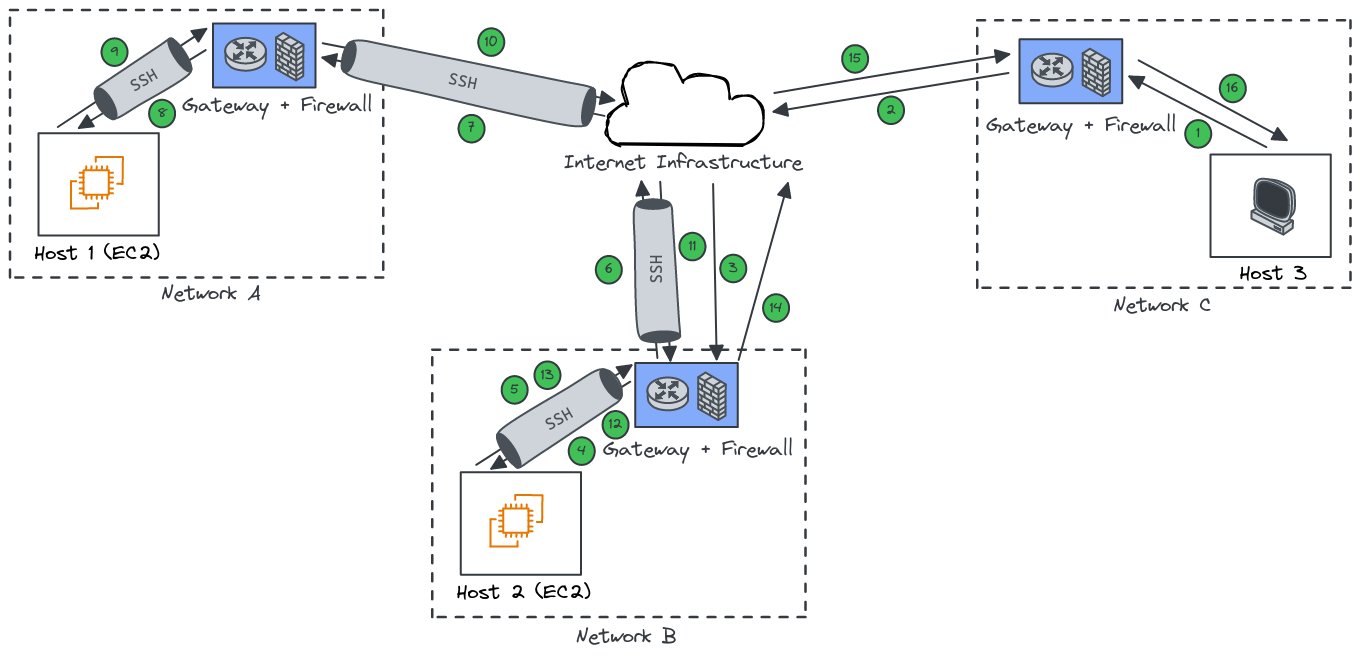 9
SSH
8
Gateway + Firewall
Host 1 (EC2)
Network A
10
SSH
7
Internet Infrastructure
15
2
Gateway + Firewall
16
1
Host 3
Network C
6
SSH
11
3
14
5
13
SSH
12
4
Gateway + Firewall
Host 2 (EC2)
Network B